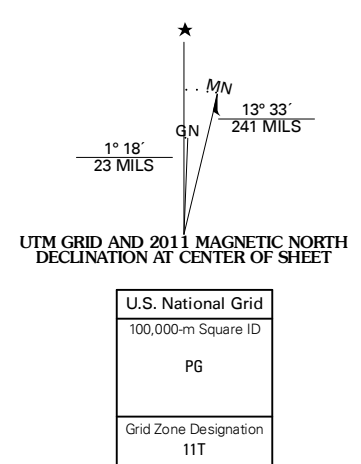 ★
MN
GN
13° 33´
241 MILS
1° 18´
23 MILS
UTM GRID AND 2011 MAGNETIC NORTH
DECLINATION AT CENTER OF SHEET
U.S. National Grid
100,000-m Square ID
PG
Grid Zone Designation
11T